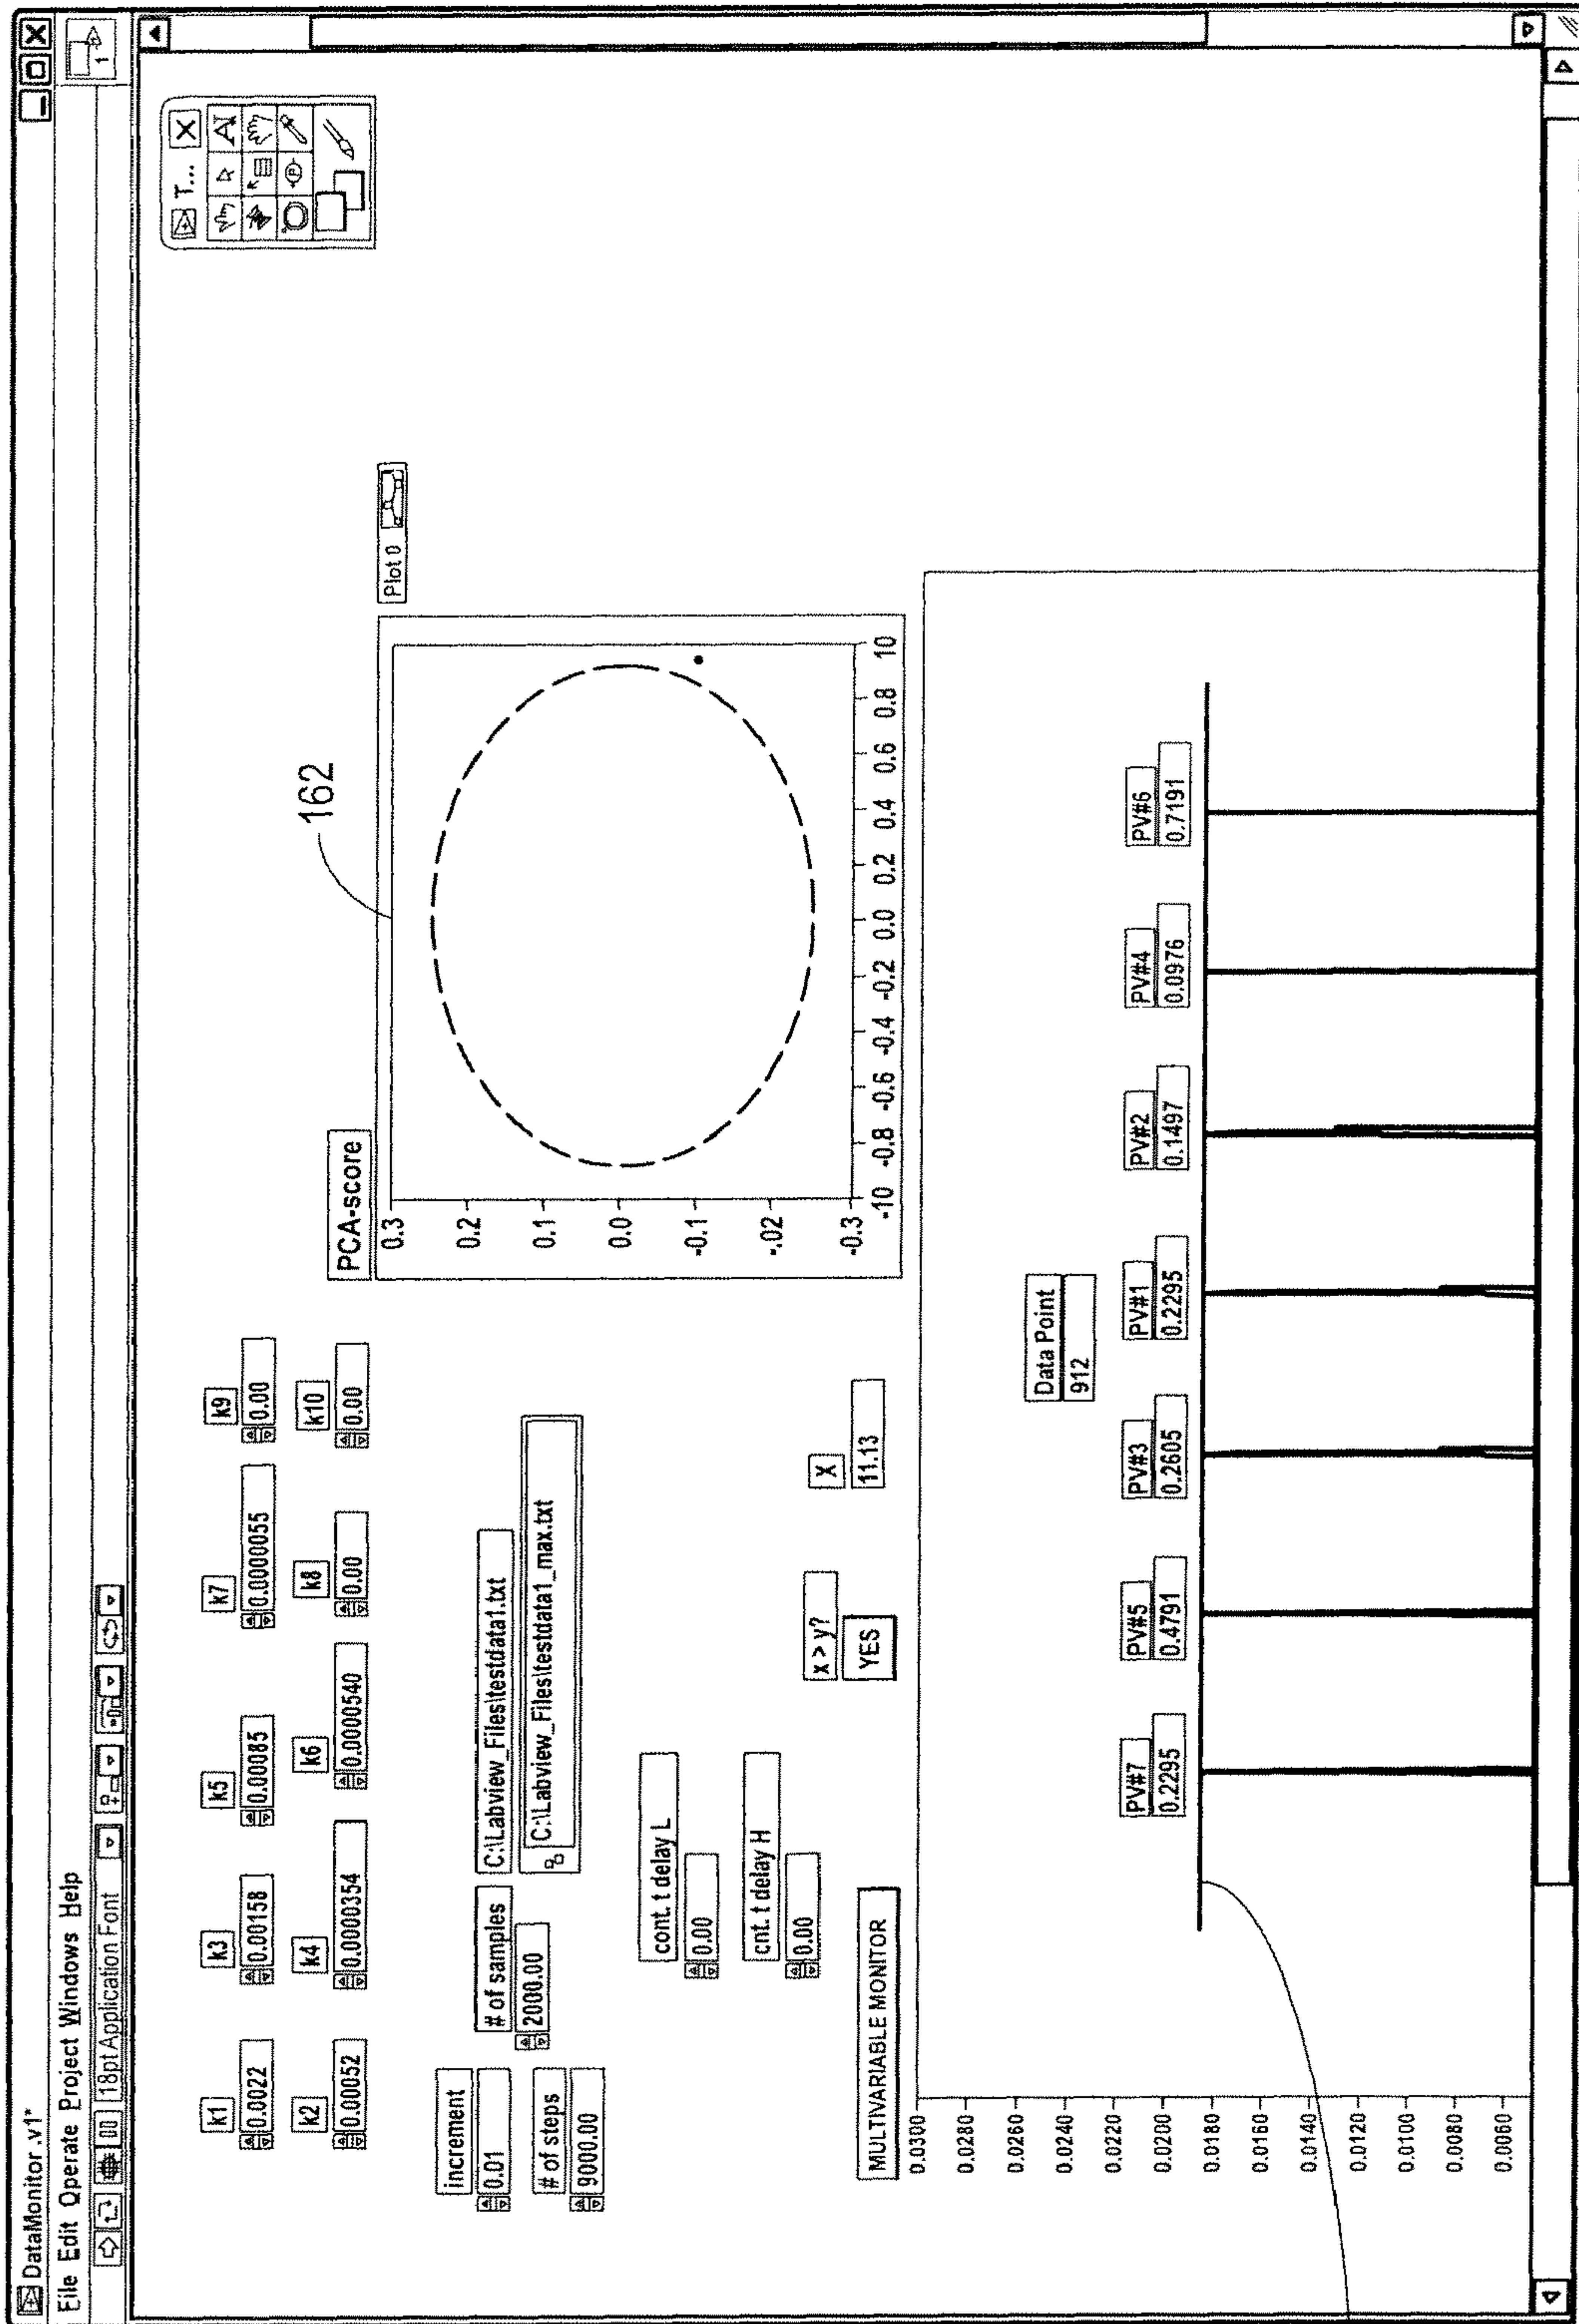 DataMonitor .v1*
File Edit Operate Project Windows Help
18pt Application Font
1
T...
k1
0.0022
k3
0.00158
k5
0.00085
k7
0.0000055
k9
0.00
k2
0.00052
k4
0.0000354
k6
0.0000540
k8
0.00
k10
0.00
increment
0.01
# of steps
9000.00
# of samples
2000.00
C:\Labview_Files\testdata1.txt
C:\Labview_Files\testdata1_max.txt
cont. t delay L
0.00
cnt. t delay H
0.00
x > y?
YES
X
11.13
162
PCA-score
Plot 0
0.3
0.2
0.1
0.0
-0.1
-.02
-0.3
-10 -0.8 -0.6 -0.4 -0.2 0.0 0.2 0.4 0.6 0.8 10
MULTIVARIABLE MONITOR
Data Point
912
0.0300
0.0280
0.0260
0.0240
0.0220
0.0200
0.0180
0.0160
0.0140
0.0120
0.0100
0.0080
0.0060
PV#7
0.2295
PV#5
0.4791
PV#3
0.2605
PV#1
0.2295
PV#2
0.1497
PV#4
0.0976
PV#6
0.7191